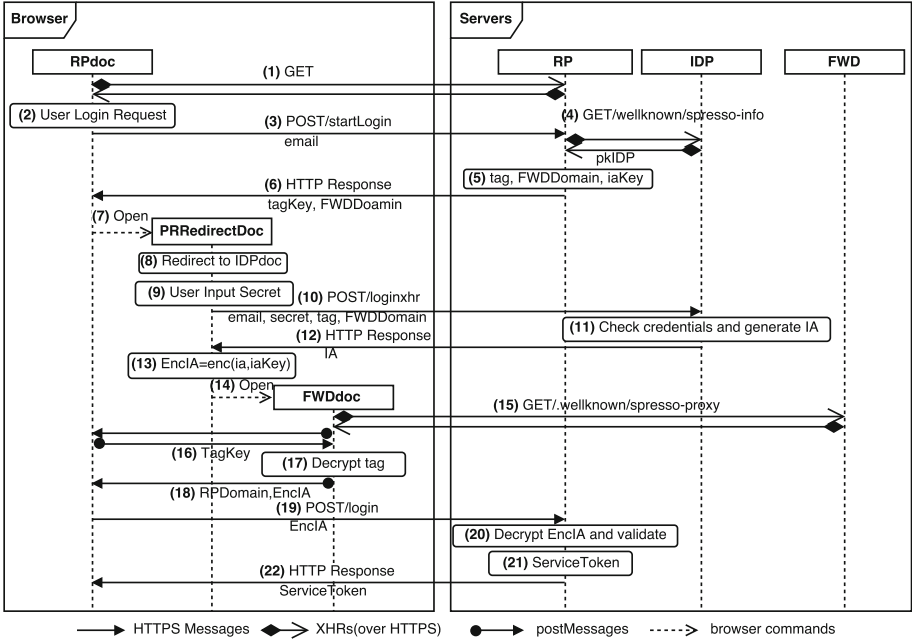 Browser
Servers
RPdoc
RP
IDP
FWD
(1) GET
(2) User Login Request
(3) POST/startLogin
email
(4) GET/wellknown/spresso-info
pkIDP
(5) tag, FWDDomain, iaKey
(6) HTTP Response
tagKey, FWDDoamin
(7) Open
PRRedirectDoc
(8) Redirect to IDPdoc
(9) User Input Secret
(10) POST/loginxhr
email, secret, tag, FWDDomain
(11) Check credentials and generate IA
(12) HTTP Response
IA
(13) EncIA=enc(ia,iaKey)
(14) Open
FWDdoc
(15) GET/.wellknown/spresso-proxy
(16) TagKey
(17) Decrypt tag
(18) RPDomain,EncIA
(19) POST/login
EncIA
(20) Decrypt EncIA and validate
(21) ServiceToken
(22) HTTP Response
ServiceToken
HTTPS Messages
XHRs(over HTTPS)
postMessages
browser commands